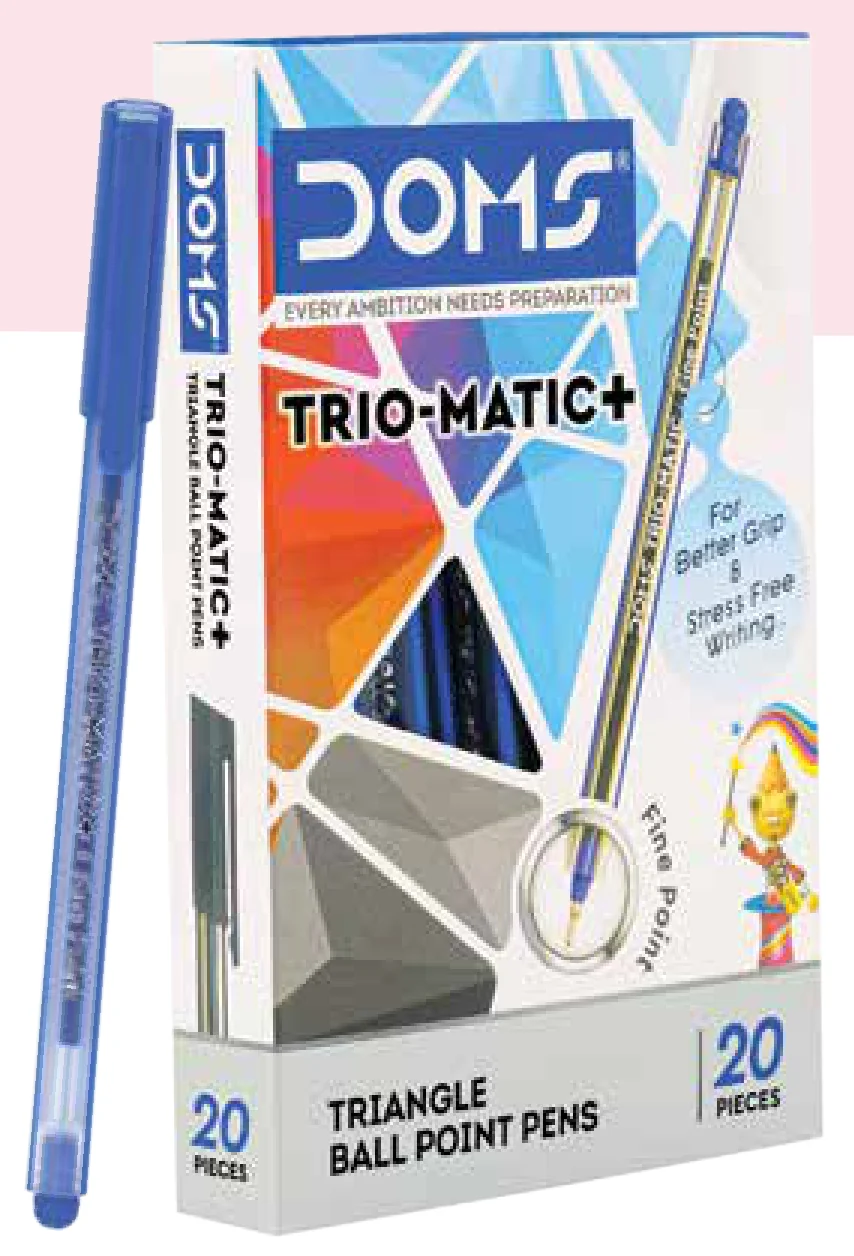 DOMS®
TRIO-MATIC+
TRIANGLE BALL POINT PENS
20
PIECES
DOMS®
EVERY AMBITION NEEDS PREPARATION
TRIO-MATIC+
For
Better Grip
&
Stress Free
Writing
Fine Point
TRIANGLE
BALL POINT PENS
20
PIECES